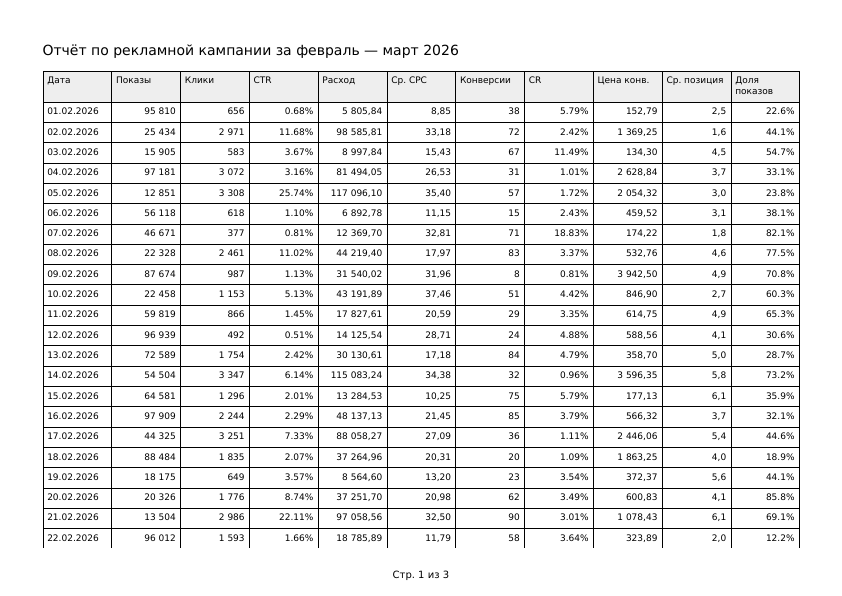 Отчёт по рекламной кампании за февраль — март 2026
Дата Показы Клики CTR Расход Ср. CPC Конверсии CR Цена конв. Ср. позиция Доля показов
01.02.2026 95 810 656 0.68% 5 805,84 8,85 38 5.79% 152,79 2,5 22.6%
02.02.2026 25 434 2 971 11.68% 98 585,81 33,18 72 2.42% 1 369,25 1,6 44.1%
03.02.2026 15 905 583 3.67% 8 997,84 15,43 67 11.49% 134,30 4,5 54.7%
04.02.2026 97 181 3 072 3.16% 81 494,05 26,53 31 1.01% 2 628,84 3,7 33.1%
05.02.2026 12 851 3 308 25.74% 117 096,10 35,40 57 1.72% 2 054,32 3,0 23.8%
06.02.2026 56 118 618 1.10% 6 892,78 11,15 15 2.43% 459,52 3,1 38.1%
07.02.2026 46 671 377 0.81% 12 369,70 32,81 71 18.83% 174,22 1,8 82.1%
08.02.2026 22 328 2 461 11.02% 44 219,40 17,97 83 3.37% 532,76 4,6 77.5%
09.02.2026 87 674 987 1.13% 31 540,02 31,96 8 0.81% 3 942,50 4,9 70.8%
10.02.2026 22 458 1 153 5.13% 43 191,89 37,46 51 4.42% 846,90 2,7 60.3%
11.02.2026 59 819 866 1.45% 17 827,61 20,59 29 3.35% 614,75 4,9 65.3%
12.02.2026 96 939 492 0.51% 14 125,54 28,71 24 4.88% 588,56 4,1 30.6%
13.02.2026 72 589 1 754 2.42% 30 130,61 17,18 84 4.79% 358,70 5,0 28.7%
14.02.2026 54 504 3 347 6.14% 115 083,24 34,38 32 0.96% 3 596,35 5,8 73.2%
15.02.2026 64 581 1 296 2.01% 13 284,53 10,25 75 5.79% 177,13 6,1 35.9%
16.02.2026 97 909 2 244 2.29% 48 137,13 21,45 85 3.79% 566,32 3,7 32.1%
17.02.2026 44 325 3 251 7.33% 88 058,27 27,09 36 1.11% 2 446,06 5,4 44.6%
18.02.2026 88 484 1 835 2.07% 37 264,96 20,31 20 1.09% 1 863,25 4,0 18.9%
19.02.2026 18 175 649 3.57% 8 564,60 13,20 23 3.54% 372,37 5,6 44.1%
20.02.2026 20 326 1 776 8.74% 37 251,70 20,98 62 3.49% 600,83 4,1 85.8%
21.02.2026 13 504 2 986 22.11% 97 058,56 32,50 90 3.01% 1 078,43 6,1 69.1%
22.02.2026 96 012 1 593 1.66% 18 785,89 11,79 58 3.64% 323,89 2,0 12.2%
Стр. 1 из 3